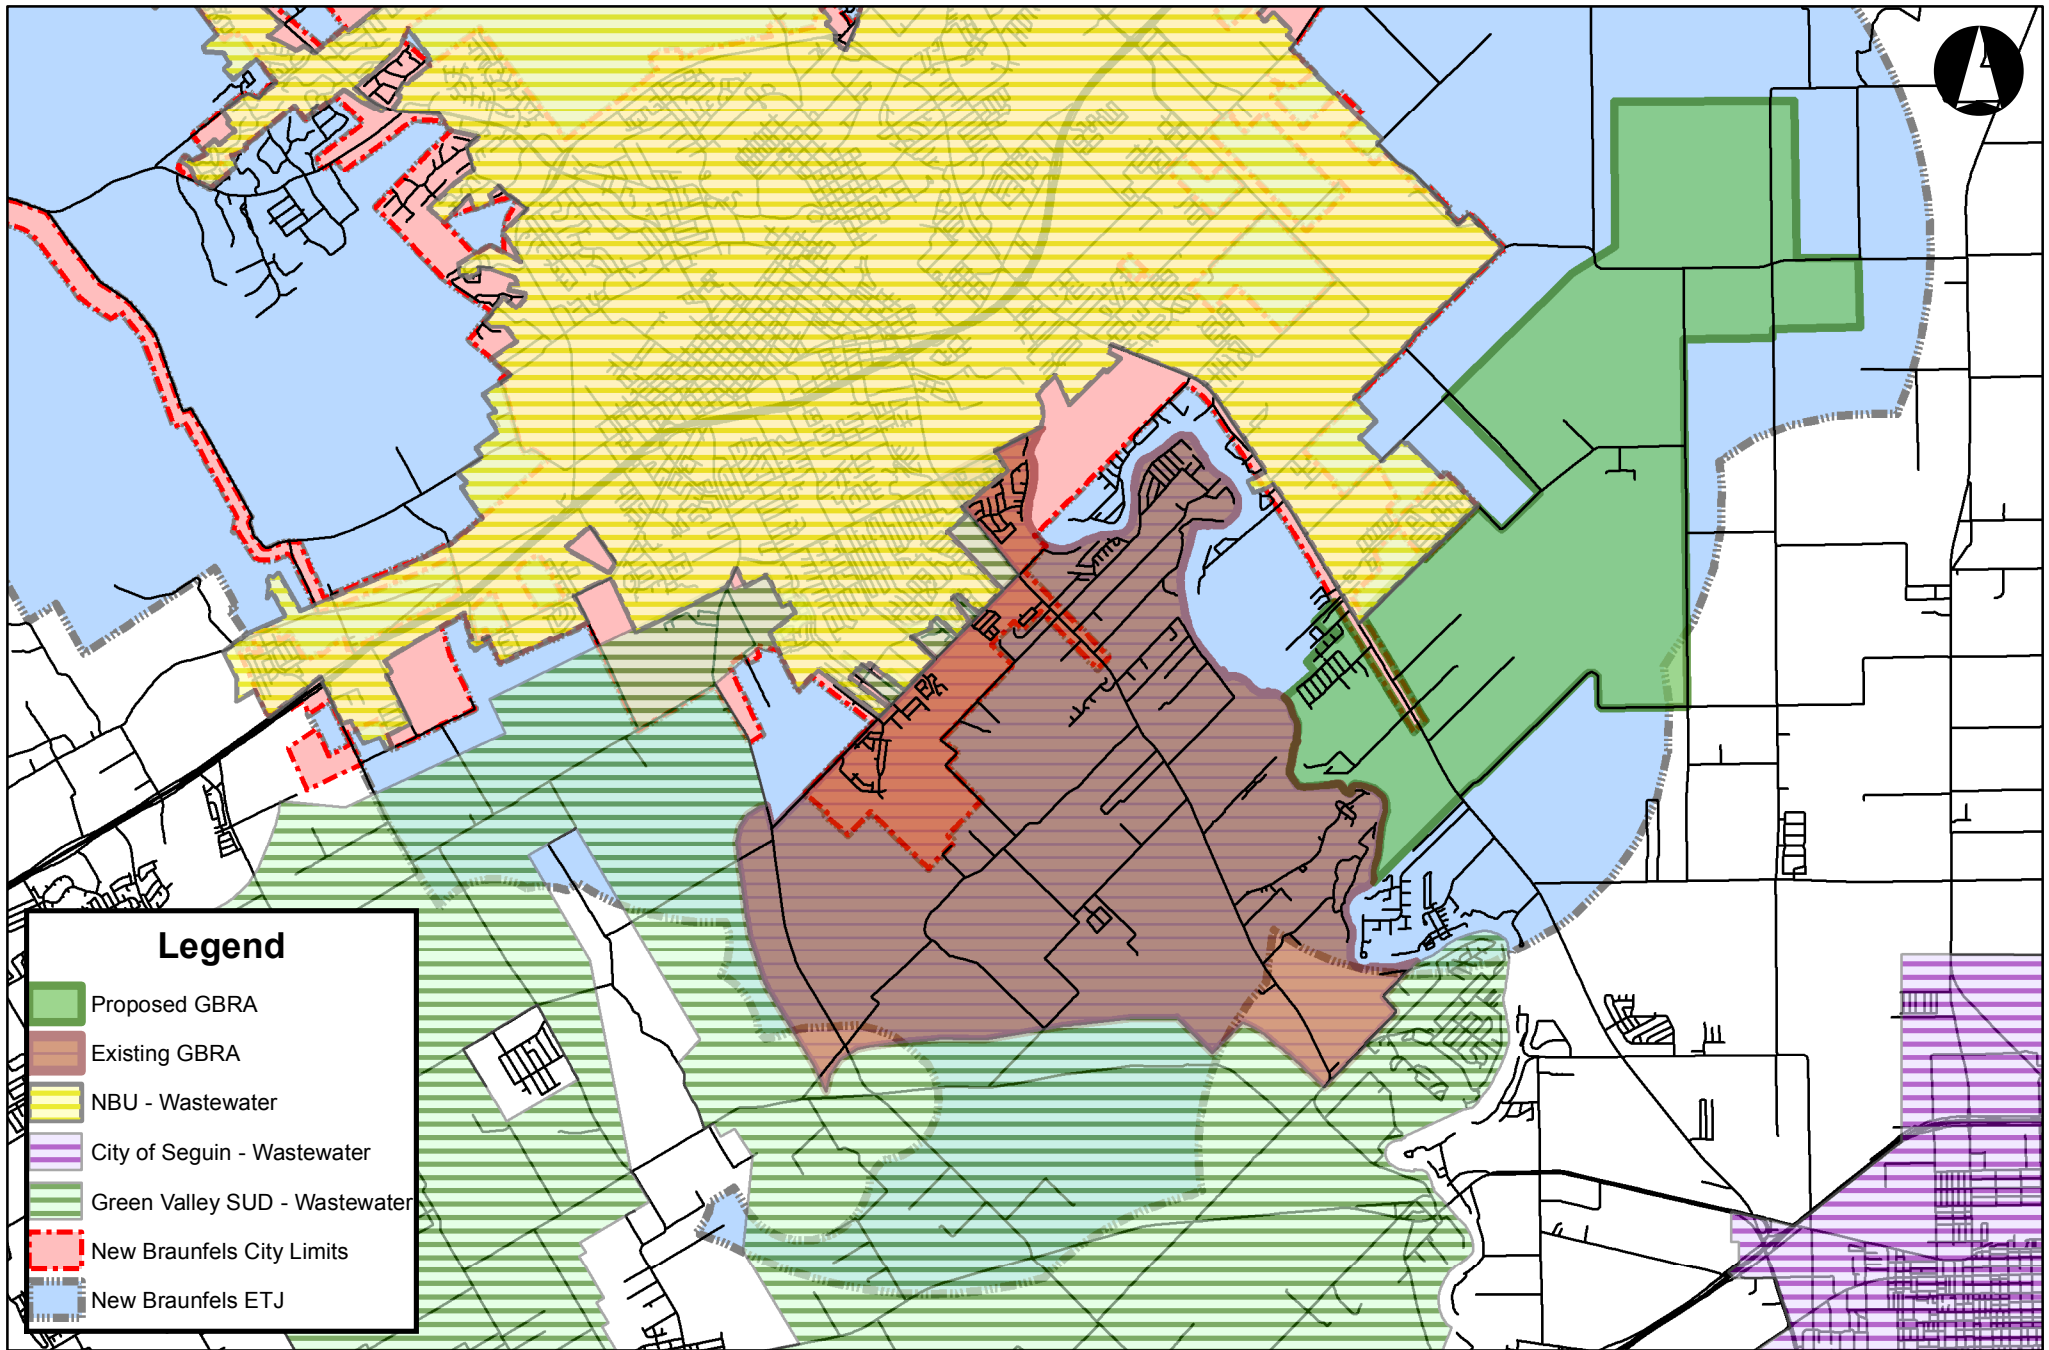 Legend
Proposed GBRA
Existing GBRA
NBU - Wastewater
City of Seguin - Wastewater
Green Valley SUD - Wastewater
New Braunfels City Limits
New Braunfels ETJ